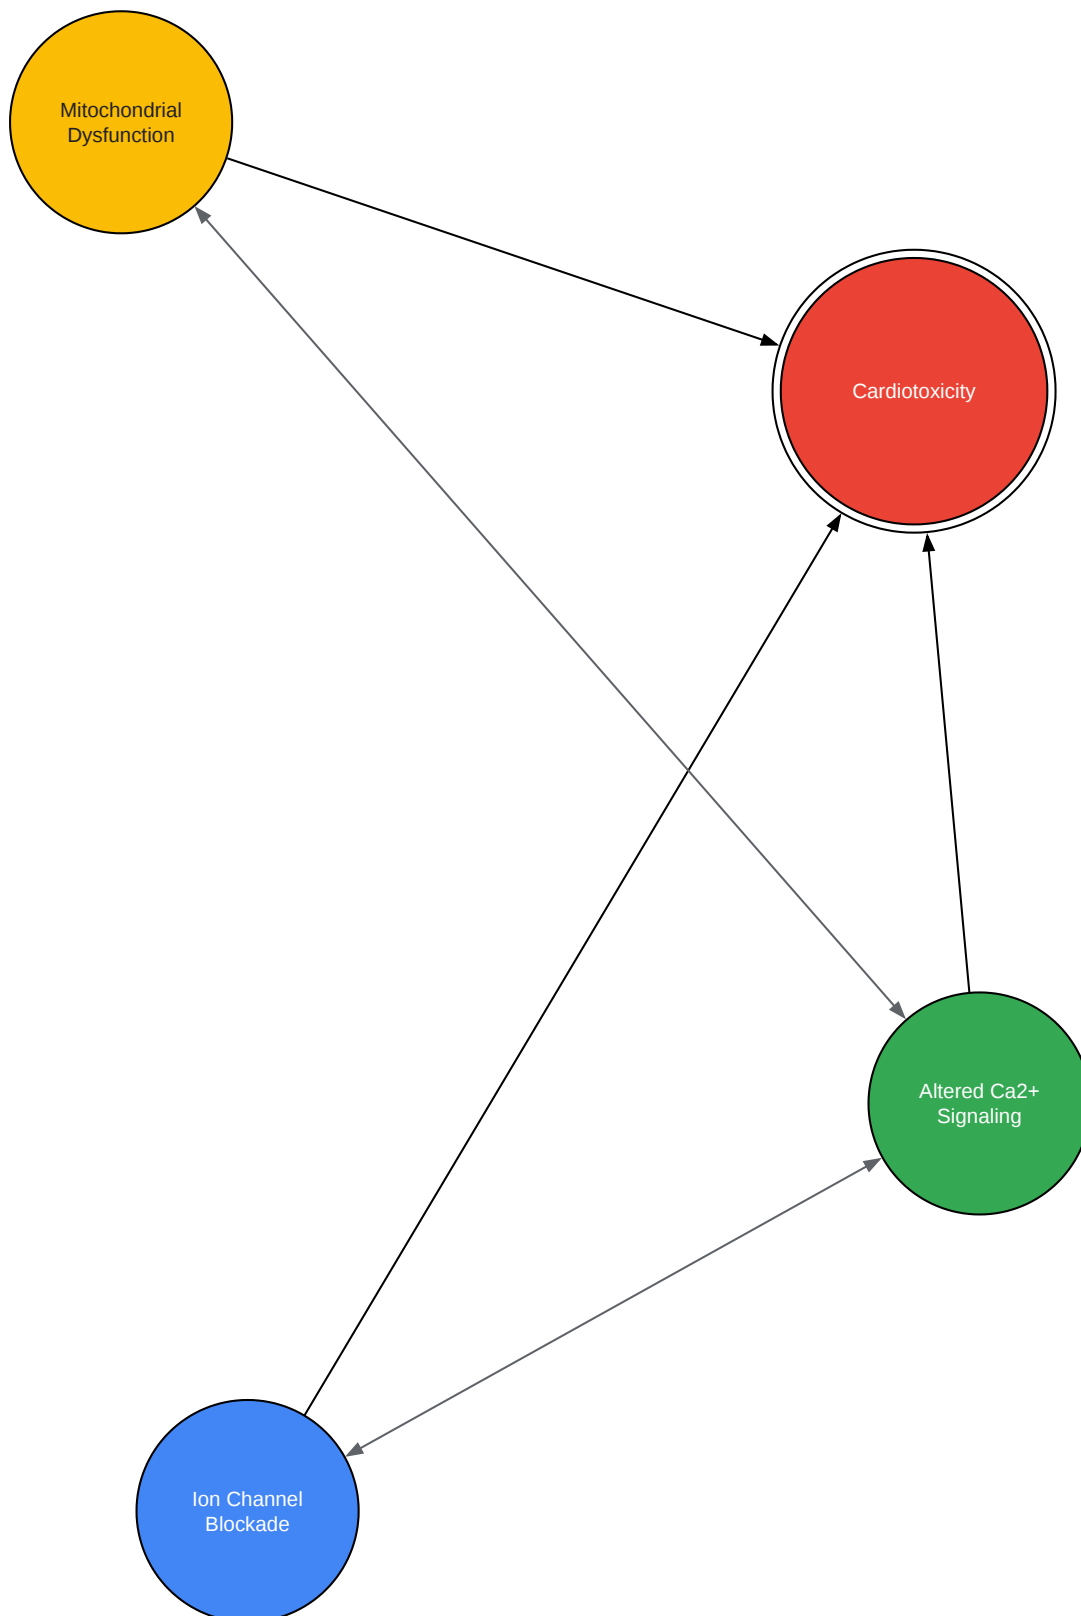 Mitochondrial
Dysfunction
Cardiotoxicity
Altered Ca2+
Signaling
Ion Channel
Blockade